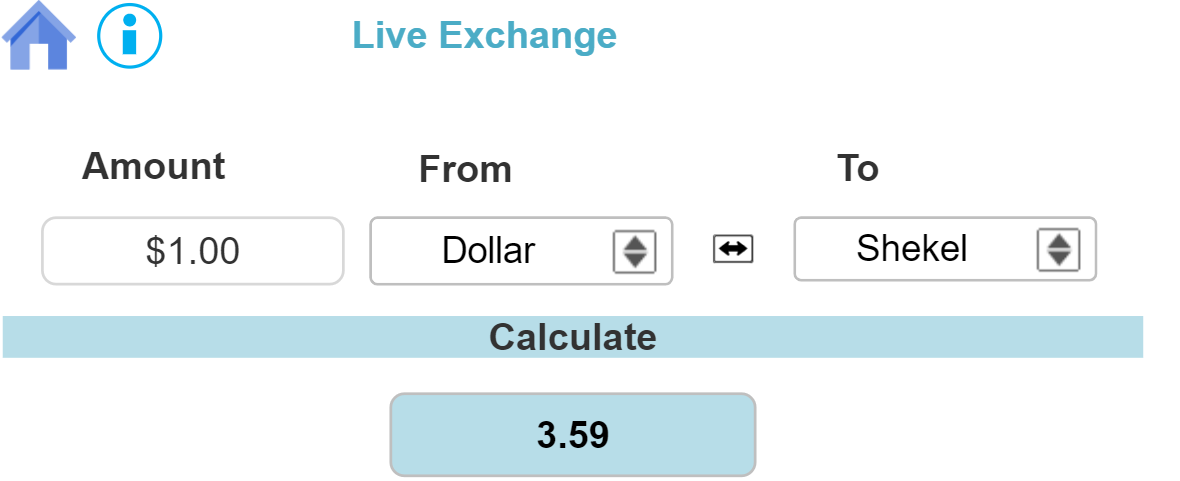 Live Exchange
Amount From To
$1.00 Dollar Shekel
Calculate
3.59